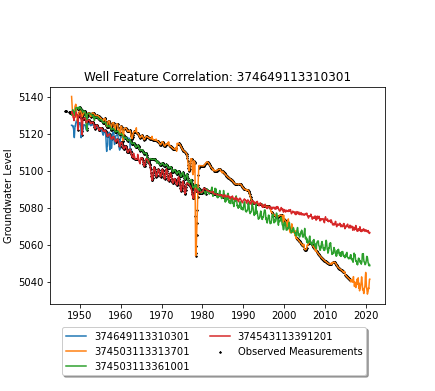 Well Feature Correlation: 374649113310301
5140
5120
5100
5080
5060
5040
Groundwater Level
1950 1960 1970 1980 1990 2000 2010 2020
374649113310301
374503113313701
374503113361001
374543113391201
Observed Measurements